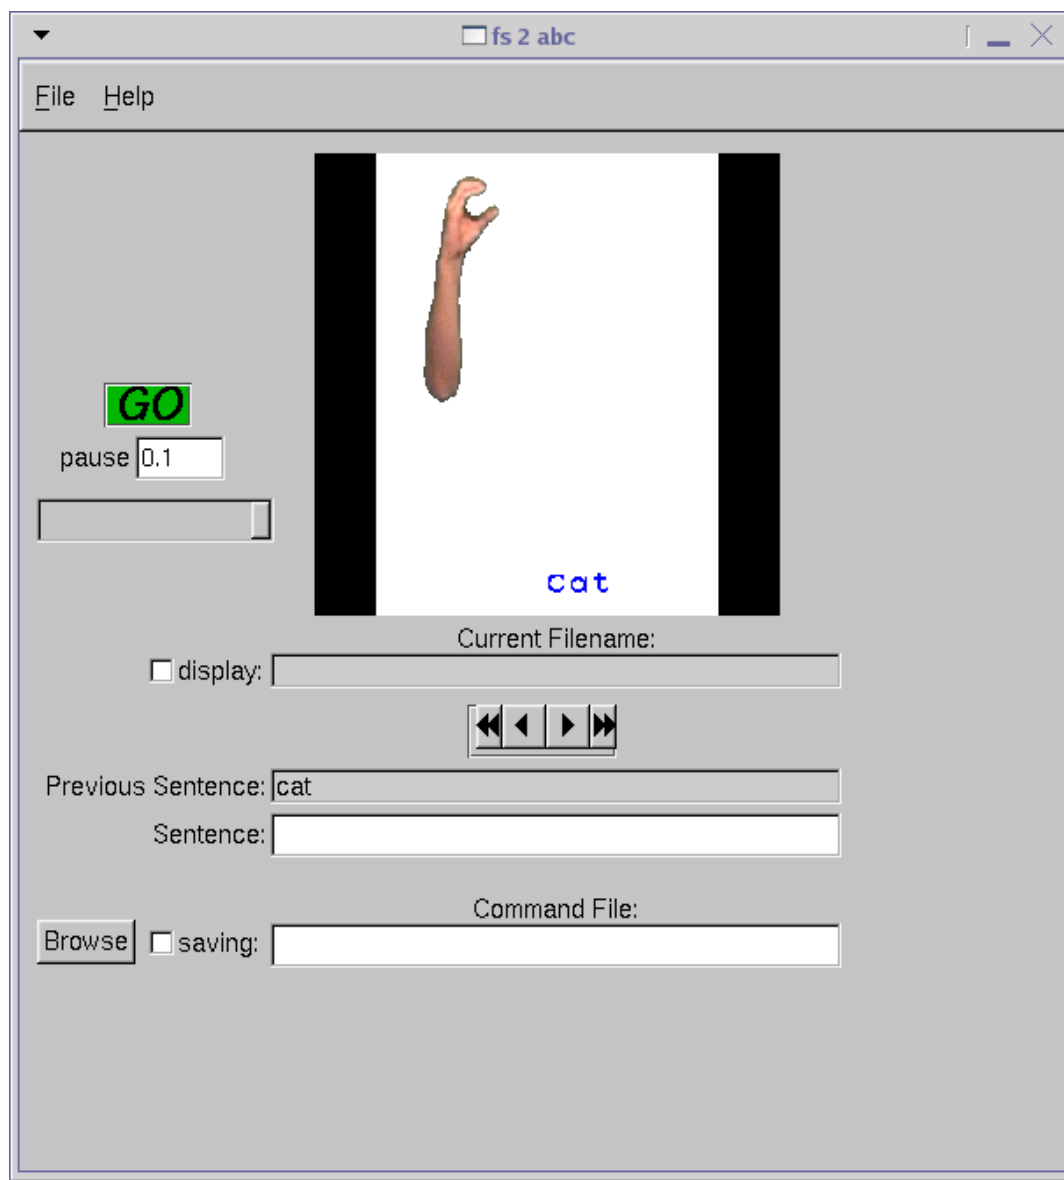 fs 2 abc
File Help
GO
pause 0.1
cat
Current Filename:
display:
Previous Sentence: cat
Sentence:
Command File:
Browse saving: